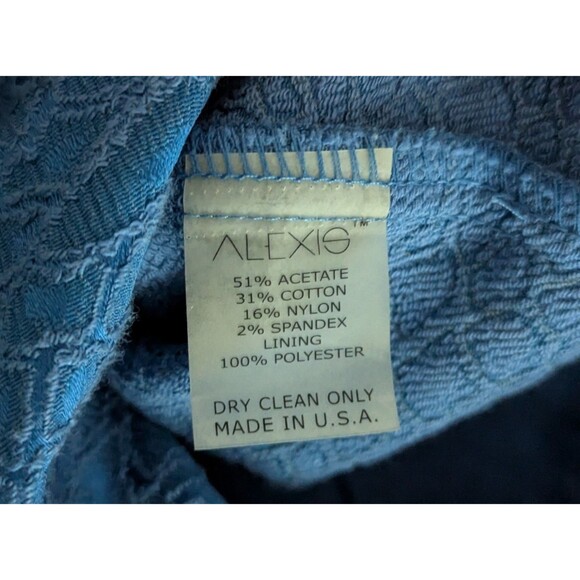 ALEXIS™
51% ACETATE
31% COTTON
16% NYLON
2% SPANDEX
LINING
100% POLYESTER
DRY CLEAN ONLY
MADE IN U.S.A.